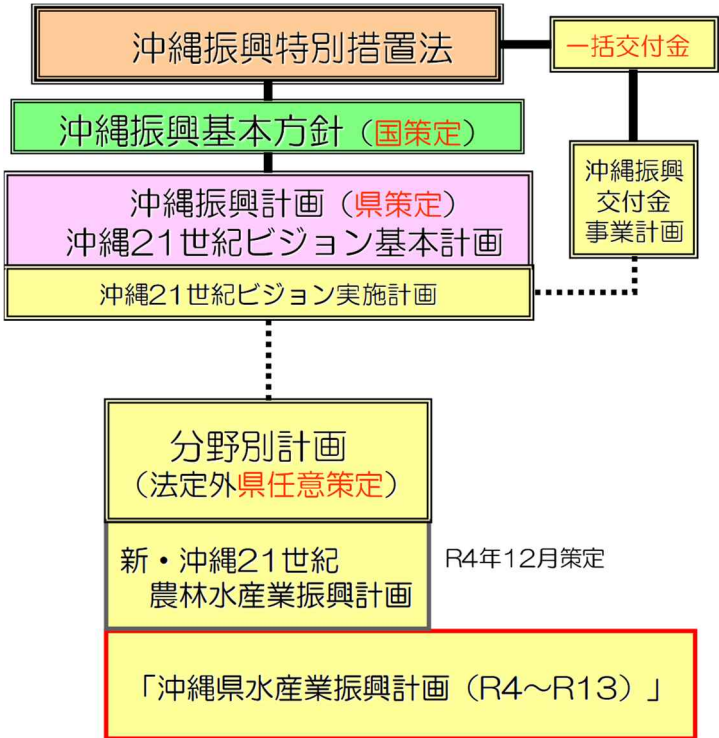 沖縄振興特別措置法
一括交付金
沖縄振興基本方針（国策定）
沖縄振興
交付金
事業計画
沖縄振興計画（県策定）
沖縄21世紀ビジョン基本計画
沖縄21世紀ビジョン実施計画
分野別計画
（法定外県任意策定）
新・沖縄21世紀
農林水産業振興計画
R4年12月策定
「沖縄県水産業振興計画（R4～R13）」